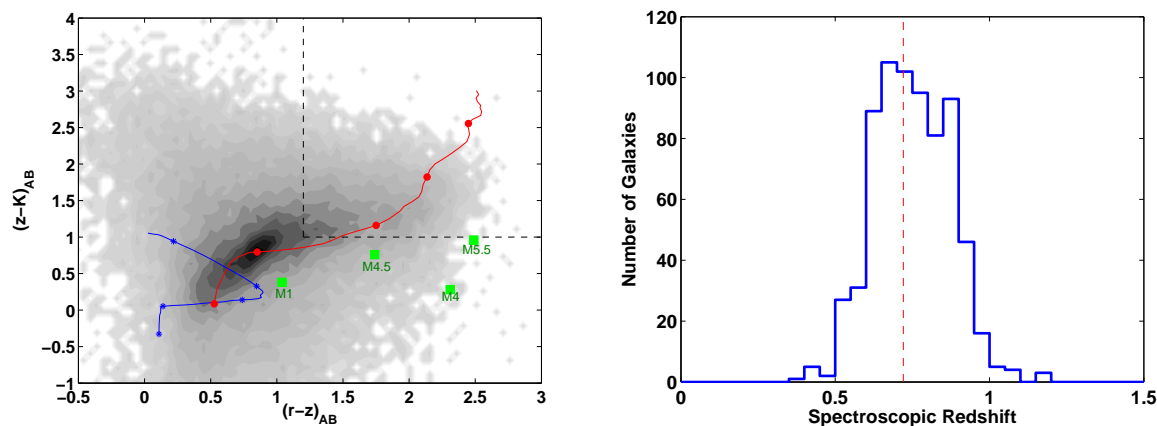 4
3.5
3
2.5
2
1.5
1
0.5
0
−0.5
−1
(z−K)AB
M1
M4.5
M5.5
M4
−0.5 0 0.5 1 1.5 2 2.5 3
(r−z)AB
120
100
80
60
40
20
0
Number of Galaxies
0 0.5 1 1.5
Spectroscopic Redshift